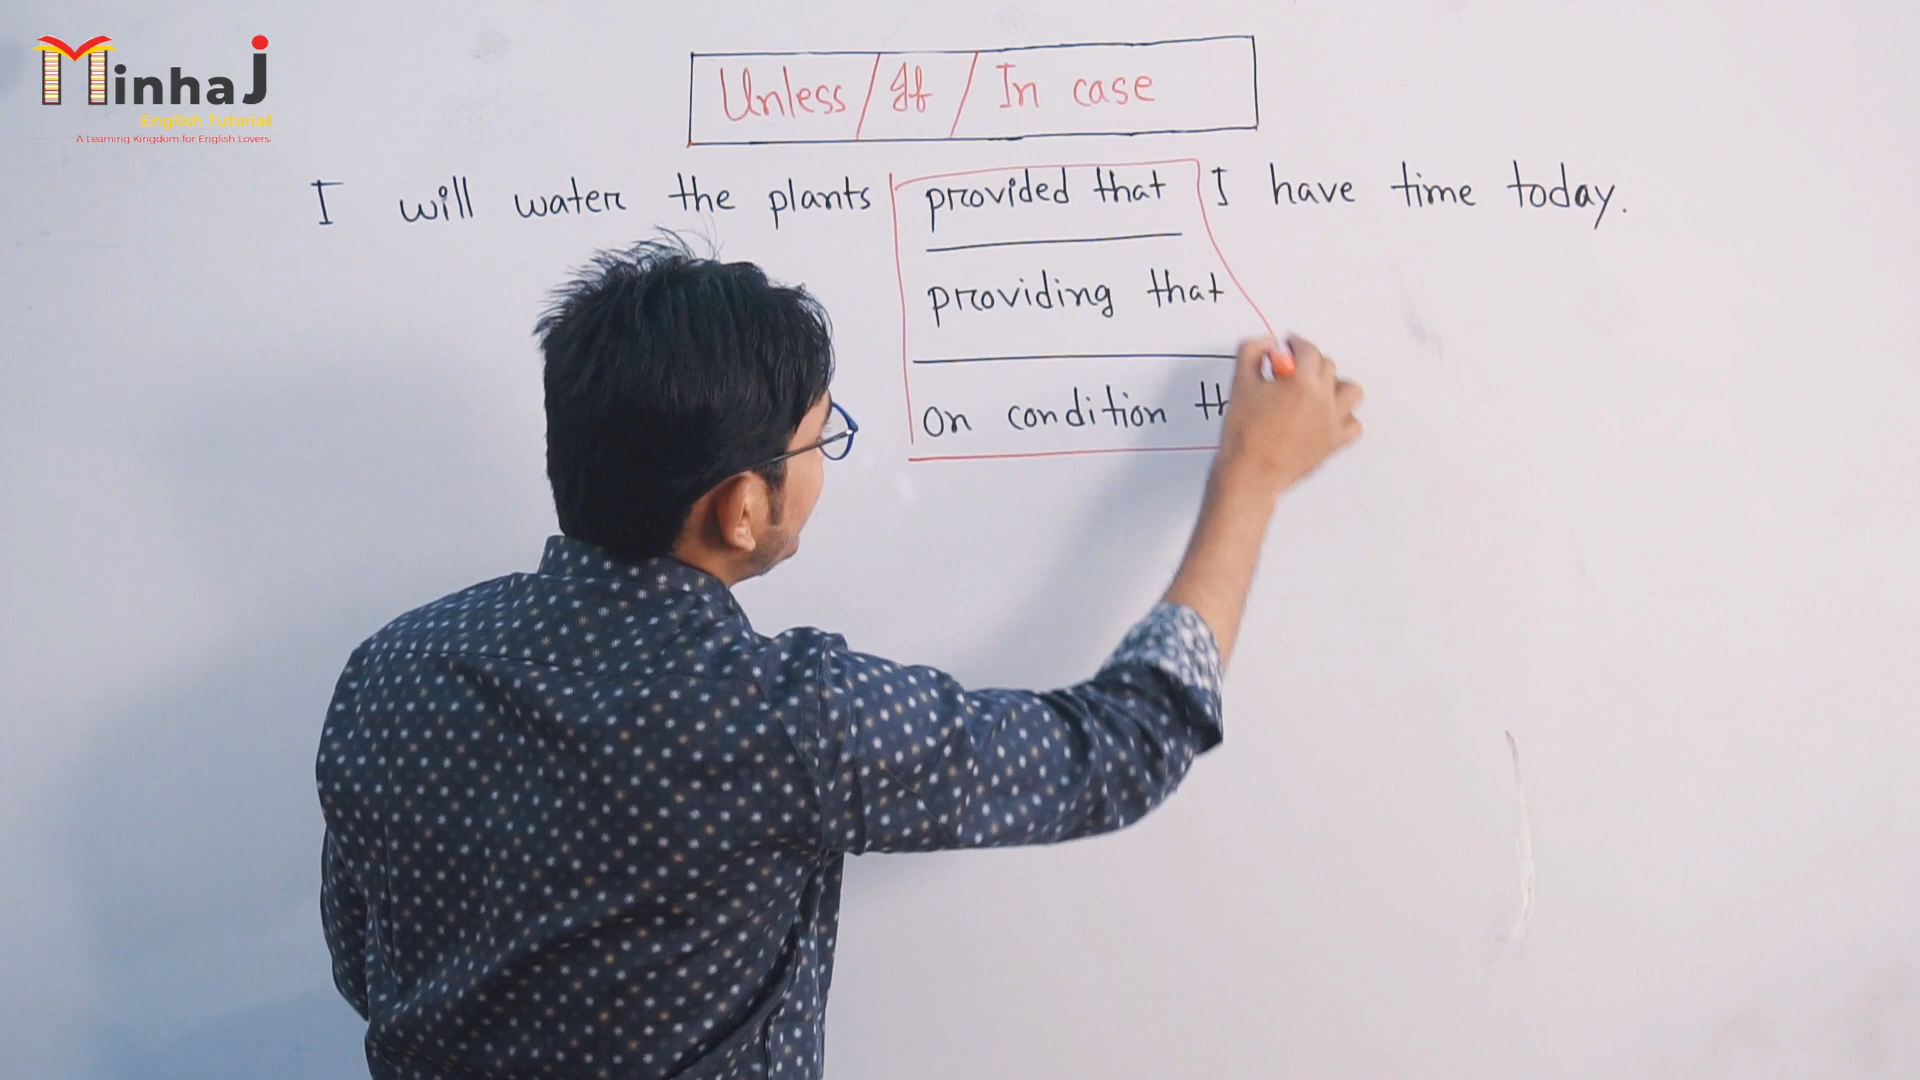 MinhaJ
English Tutorial
A Learning Kingdom for English Lovers
Unless / If / In case
I will water the plants provided that I have time today.
providing that
on condition th